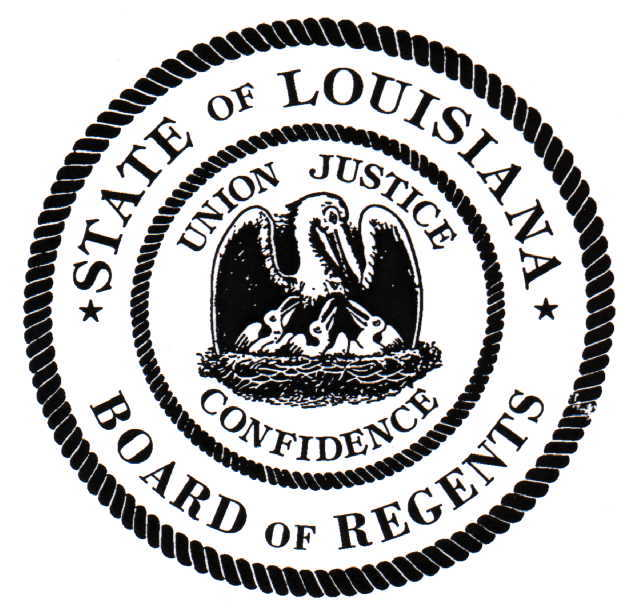 ★ STATE OF LOUISIANA ★
BOARD OF REGENTS
UNION JUSTICE
CONFIDENCE